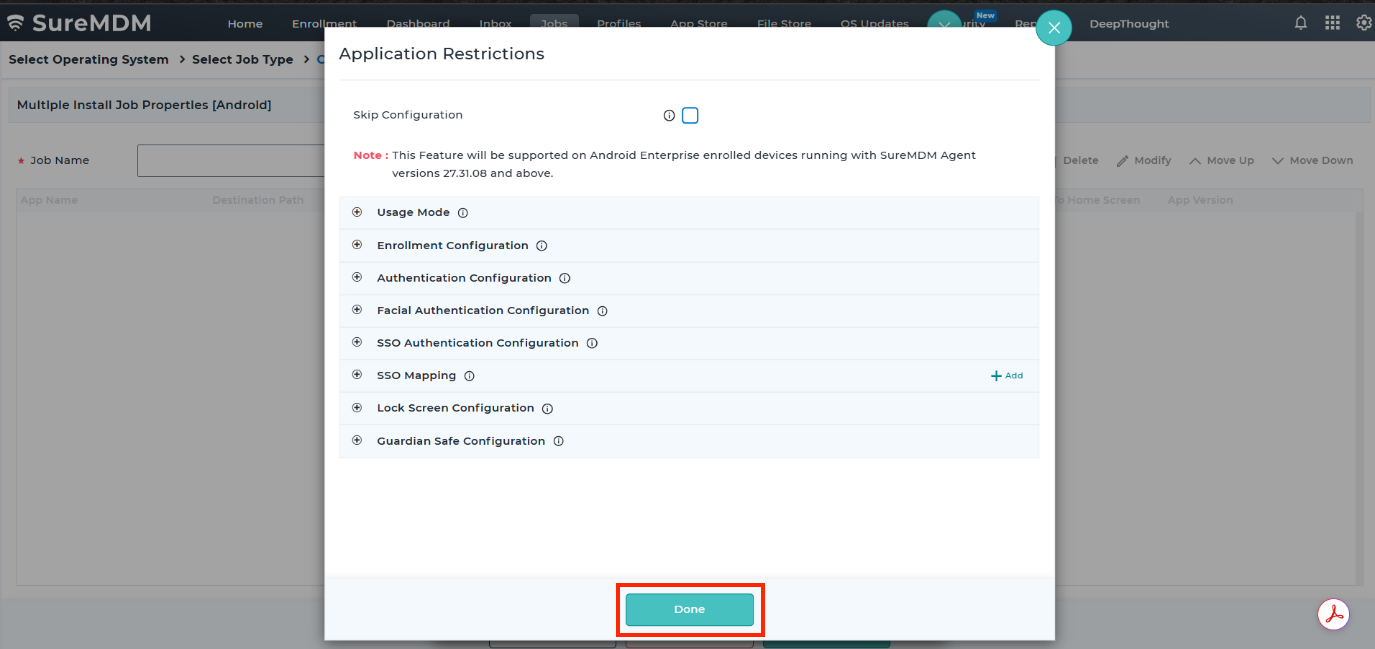 SureMDM
Home Enrollment Dashboard Inbox Jobs Profiles App Store File Store OS Updates New DeepThought
Select Operating System > Select Job Type >
Multiple Install Job Properties [Android]
* Job Name
Delete Modify Move Up Move Down
App Name Destination Path Home Screen App Version
Application Restrictions
Skip Configuration
Note : This Feature will be supported on Android Enterprise enrolled devices running with SureMDM Agent
versions 27.31.08 and above.
Usage Mode
Enrollment Configuration
Authentication Configuration
Facial Authentication Configuration
SSO Authentication Configuration
SSO Mapping
Add
Lock Screen Configuration
Guardian Safe Configuration
Done